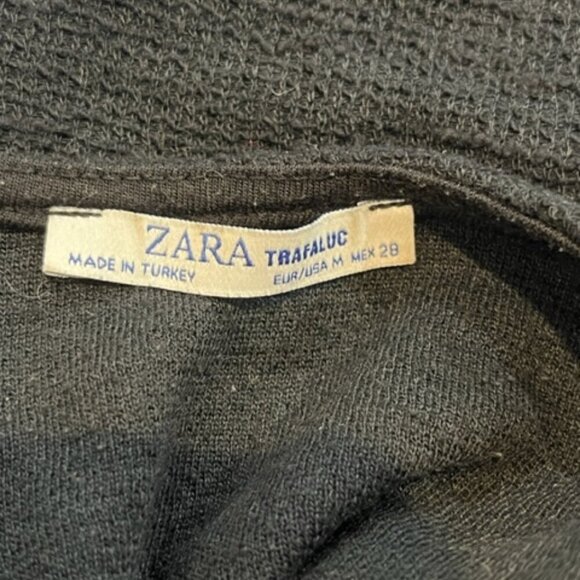 ZARA TRAFALUC
MADE IN TURKEY EUR/USA M MEX 28